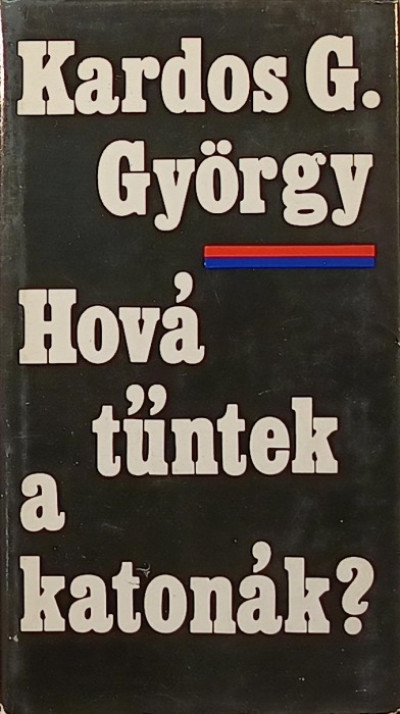 Kardos G.
György
Hová
tűntek
a
katonák?